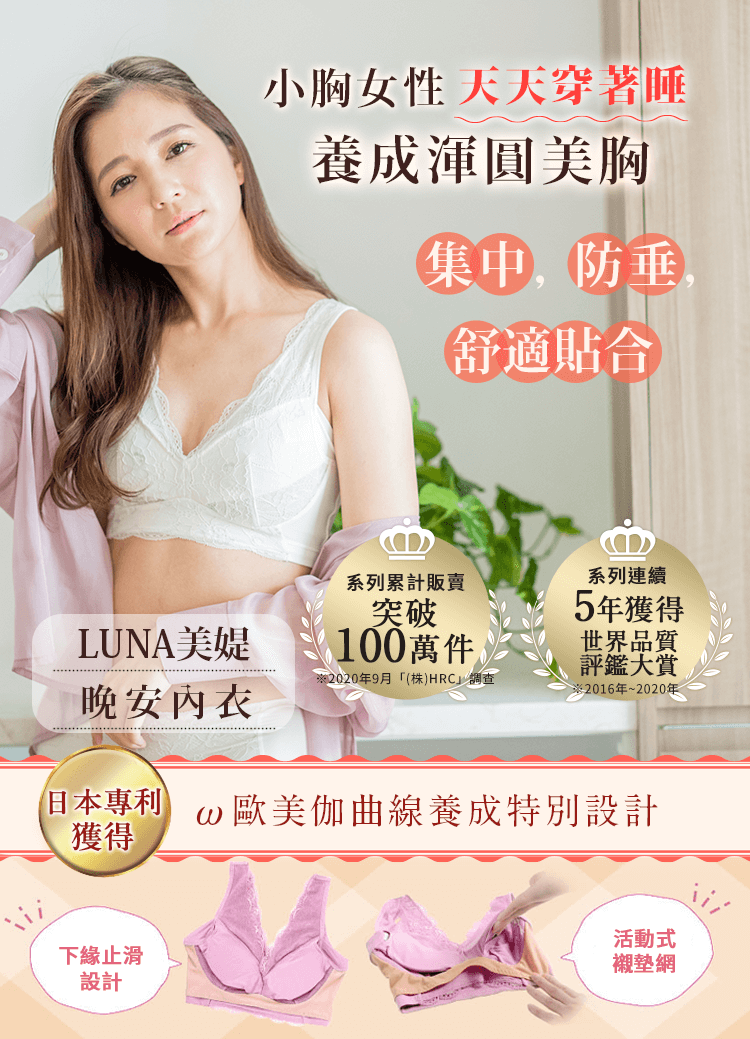 小胸女性 天天穿著睡
養成渾圓美胸
集中, 防垂,
舒適貼合
系列累計販賣
突破
100萬件
※2020年9月「(株)HRC」調查
系列連續
5年獲得
世界品質
評鑑大賞
※2016年~2020年
LUNA美媞
晚安內衣
日本專利
獲得
ω歐美伽曲線養成特別設計
下緣止滑
設計
活動式
襯墊網